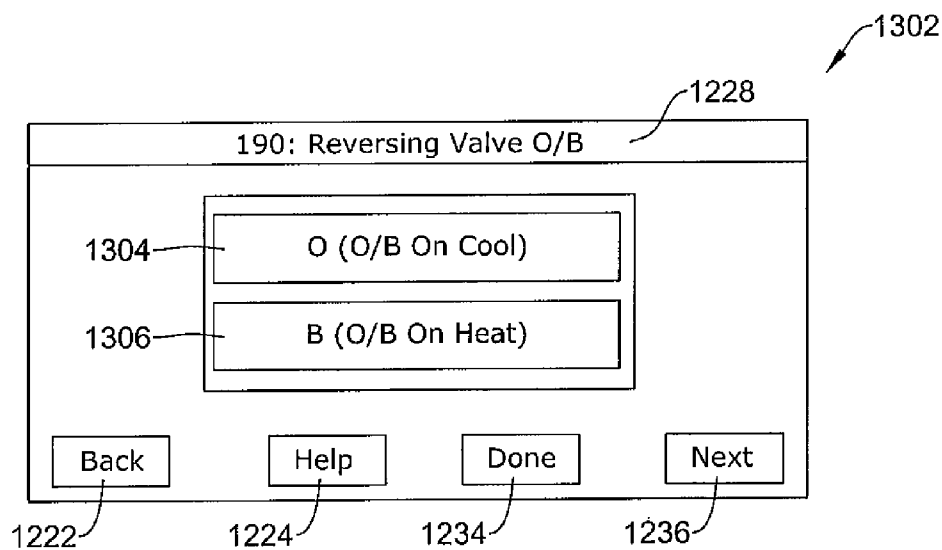 1302
1228
190: Reversing Valve O/B
1304
O (O/B On Cool)
1306
B (O/B On Heat)
Back
Help
Done
Next
1222
1224
1234
1236